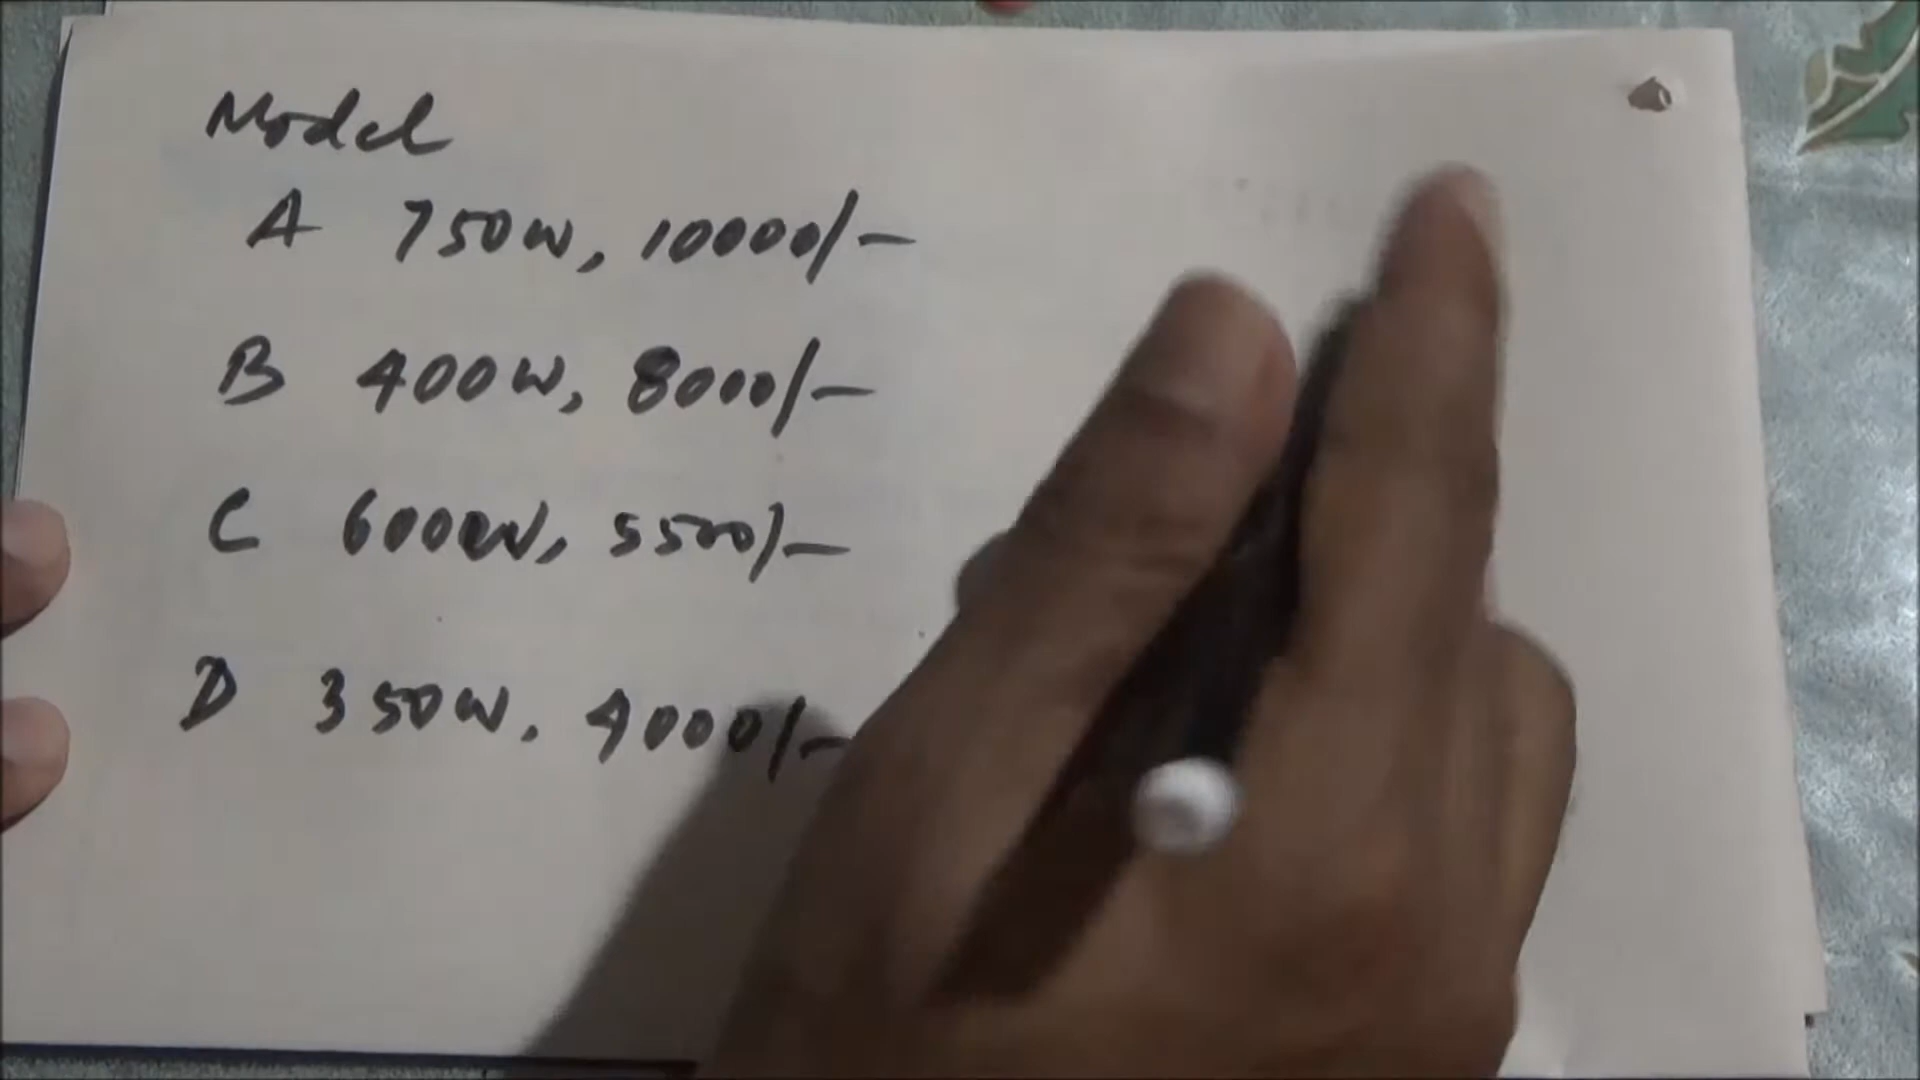 Model
A 750W, 10000/-
B 400W, 8000/-
C 600W, 5500/-
D 350W, 4000/-